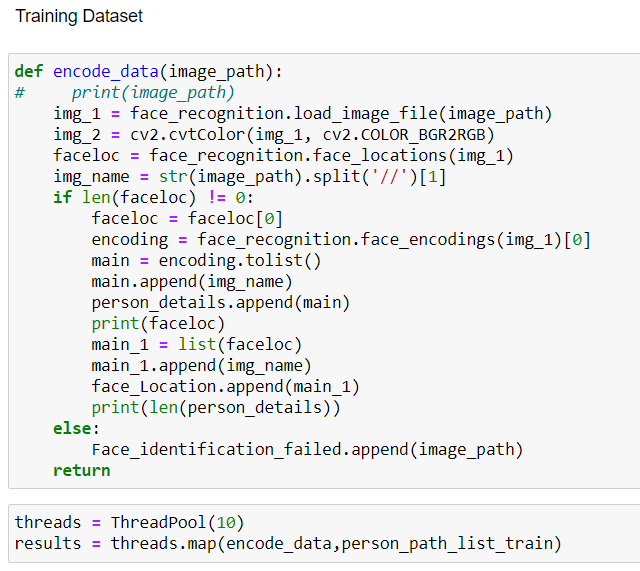 Training Dataset
def encode_data(image_path):
#     print(image_path)
    img_1 = face_recognition.load_image_file(image_path)
    img_2 = cv2.cvtColor(img_1, cv2.COLOR_BGR2RGB)
    faceloc = face_recognition.face_locations(img_1)
    img_name = str(image_path).split('//')[1]
    if len(faceloc) != 0:
        faceloc = faceloc[0]
        encoding = face_recognition.face_encodings(img_1)[0]
        main = encoding.tolist()
        main.append(img_name)
        person_details.append(main)
        print(faceloc)
        main_1 = list(faceloc)
        main_1.append(img_name)
        face_Location.append(main_1)
        print(len(person_details))
    else:
        Face_identification_failed.append(image_path)
    return
threads = ThreadPool(10)
results = threads.map(encode_data,person_path_list_train)